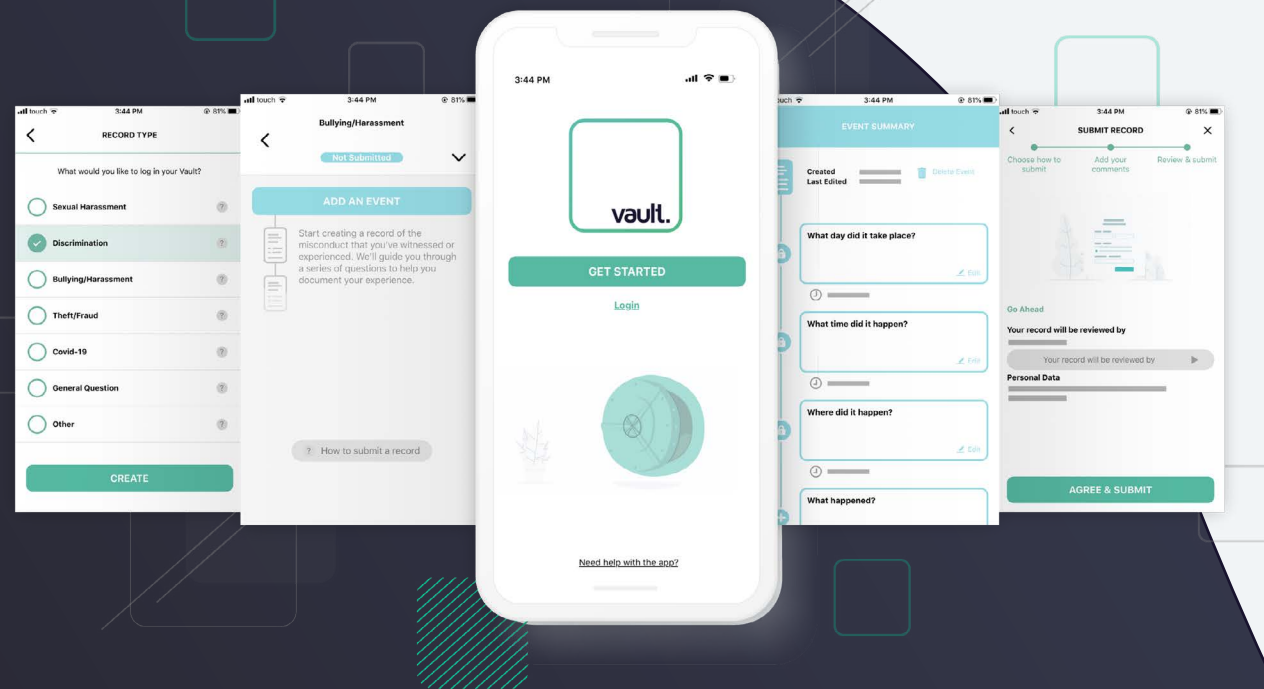 touch
3:44 PM
81%
RECORD TYPE
What would you like to log in your Vault?
Sexual Harassment
?
Discrimination
?
Bullying/Harassment
?
Theft/Fraud
?
Covid-19
?
General Question
?
Other
?
CREATE
touch
3:44 PM
81%
Bullying/Harassment
Not Submitted
ADD AN EVENT
Start creating a record of the
misconduct that you've witnessed or
experienced. We'll guide you through
a series of questions to help you
document your experience.
? How to submit a record
3:44 PM
vault.
GET STARTED
Login
Need help with the app?
3:44 PM
81%
EVENT SUMMARY
Created
Last Edited
Delete Event
What day did it take place?
Edit
What time did it happen?
Edit
Where did it happen?
Edit
What happened?
touch
3:44 PM
81%
SUBMIT RECORD
Choose how to
submit
Add your
comments
Review & submit
Go Ahead
Your record will be reviewed by
Your record will be reviewed by
Personal Data
AGREE & SUBMIT